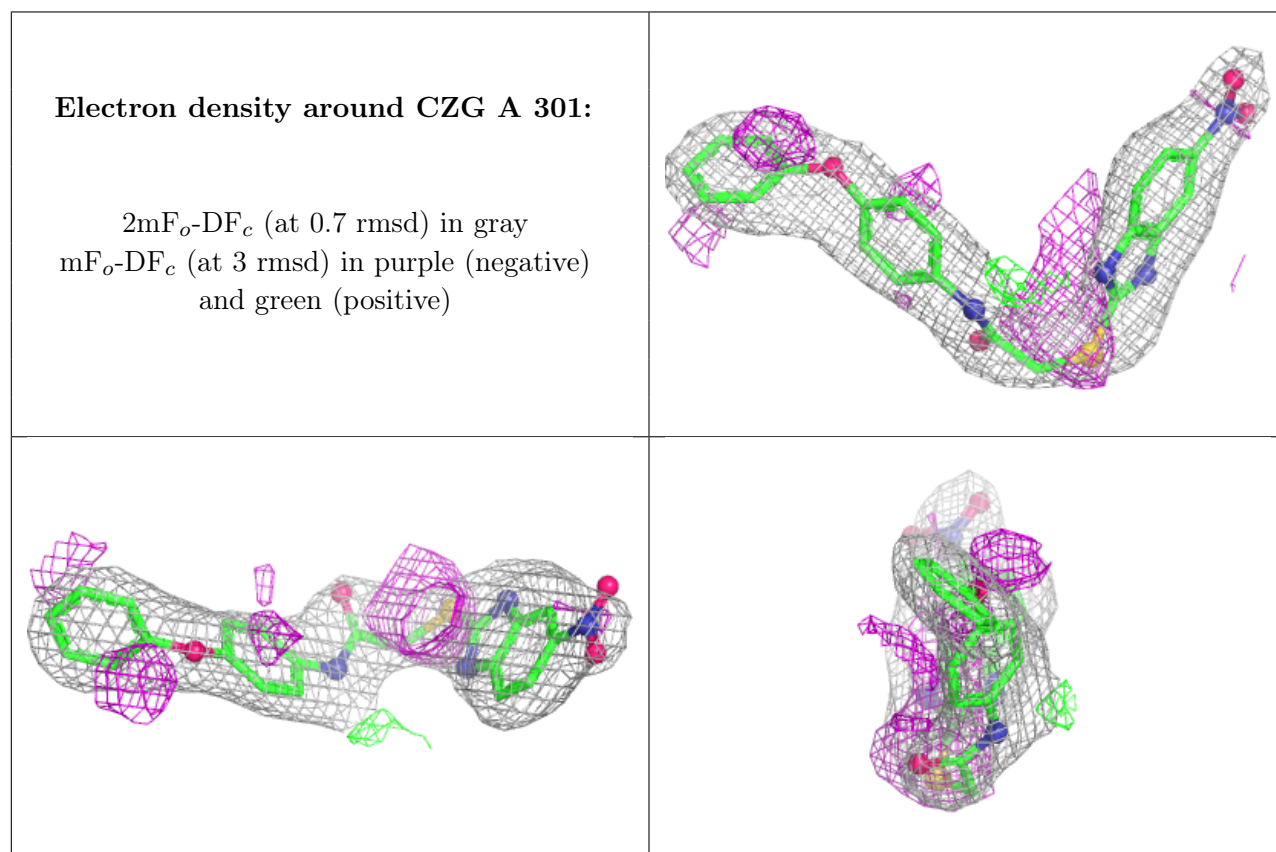 Electron density around CZG A 301:
2mFo-DFc (at 0.7 rmsd) in gray
mFo-DFc (at 3 rmsd) in purple (negative)
and green (positive)